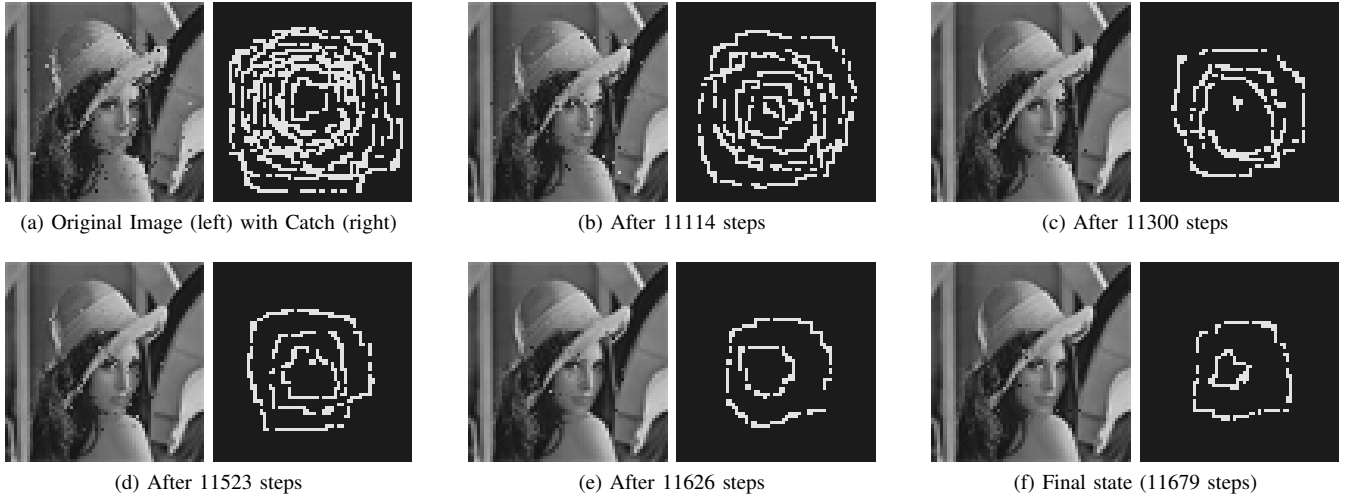 (a) Original Image (left) with Catch (right)
(b) After 11114 steps
(c) After 11300 steps
(d) After 11523 steps
(e) After 11626 steps
(f) Final state (11679 steps)